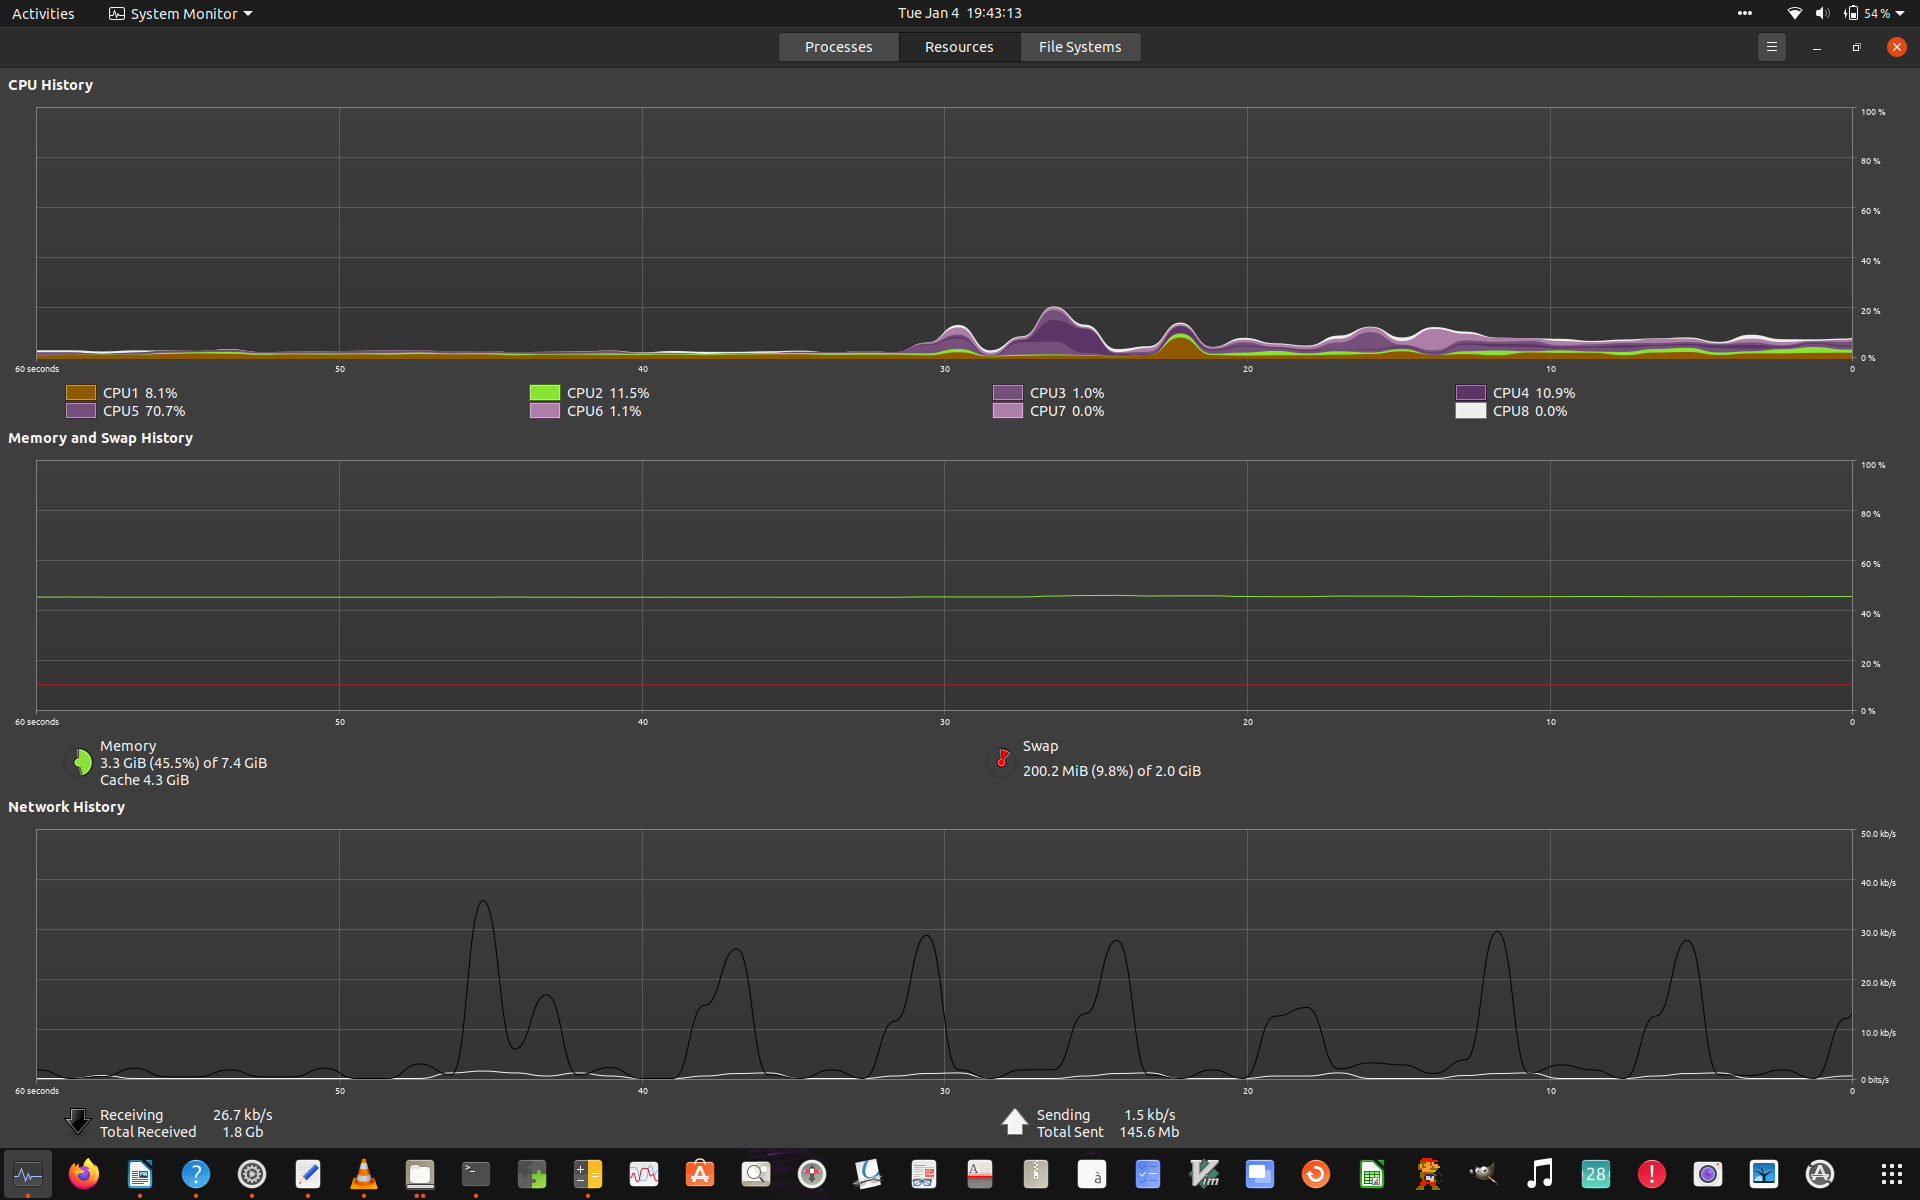 Activities System Monitor Tue Jan 4 19:43:13 54 %
Processes Resources File Systems
CPU History
100 %
80 %
60 %
40 %
20 %
0 %
60 seconds 50 40 30 20 10 0
CPU1 8.1% CPU2 11.5% CPU3 1.0% CPU4 10.9%
CPU5 70.7% CPU6 1.1% CPU7 0.0% CPU8 0.0%
Memory and Swap History
100 %
80 %
60 %
40 %
20 %
0 %
60 seconds 50 40 30 20 10 0
Memory Swap
3.3 GiB (45.5%) of 7.4 GiB 200.2 MiB (9.8%) of 2.0 GiB
Cache 4.3 GiB
Network History
50.0 kb/s
40.0 kb/s
30.0 kb/s
20.0 kb/s
10.0 kb/s
0 bits/s
60 seconds 50 40 30 20 10 0
Receiving 26.7 kb/s Sending 1.5 kb/s
Total Received 1.8 Gb Total Sent 145.6 Mb
? >_ A à Vim 28 ! A